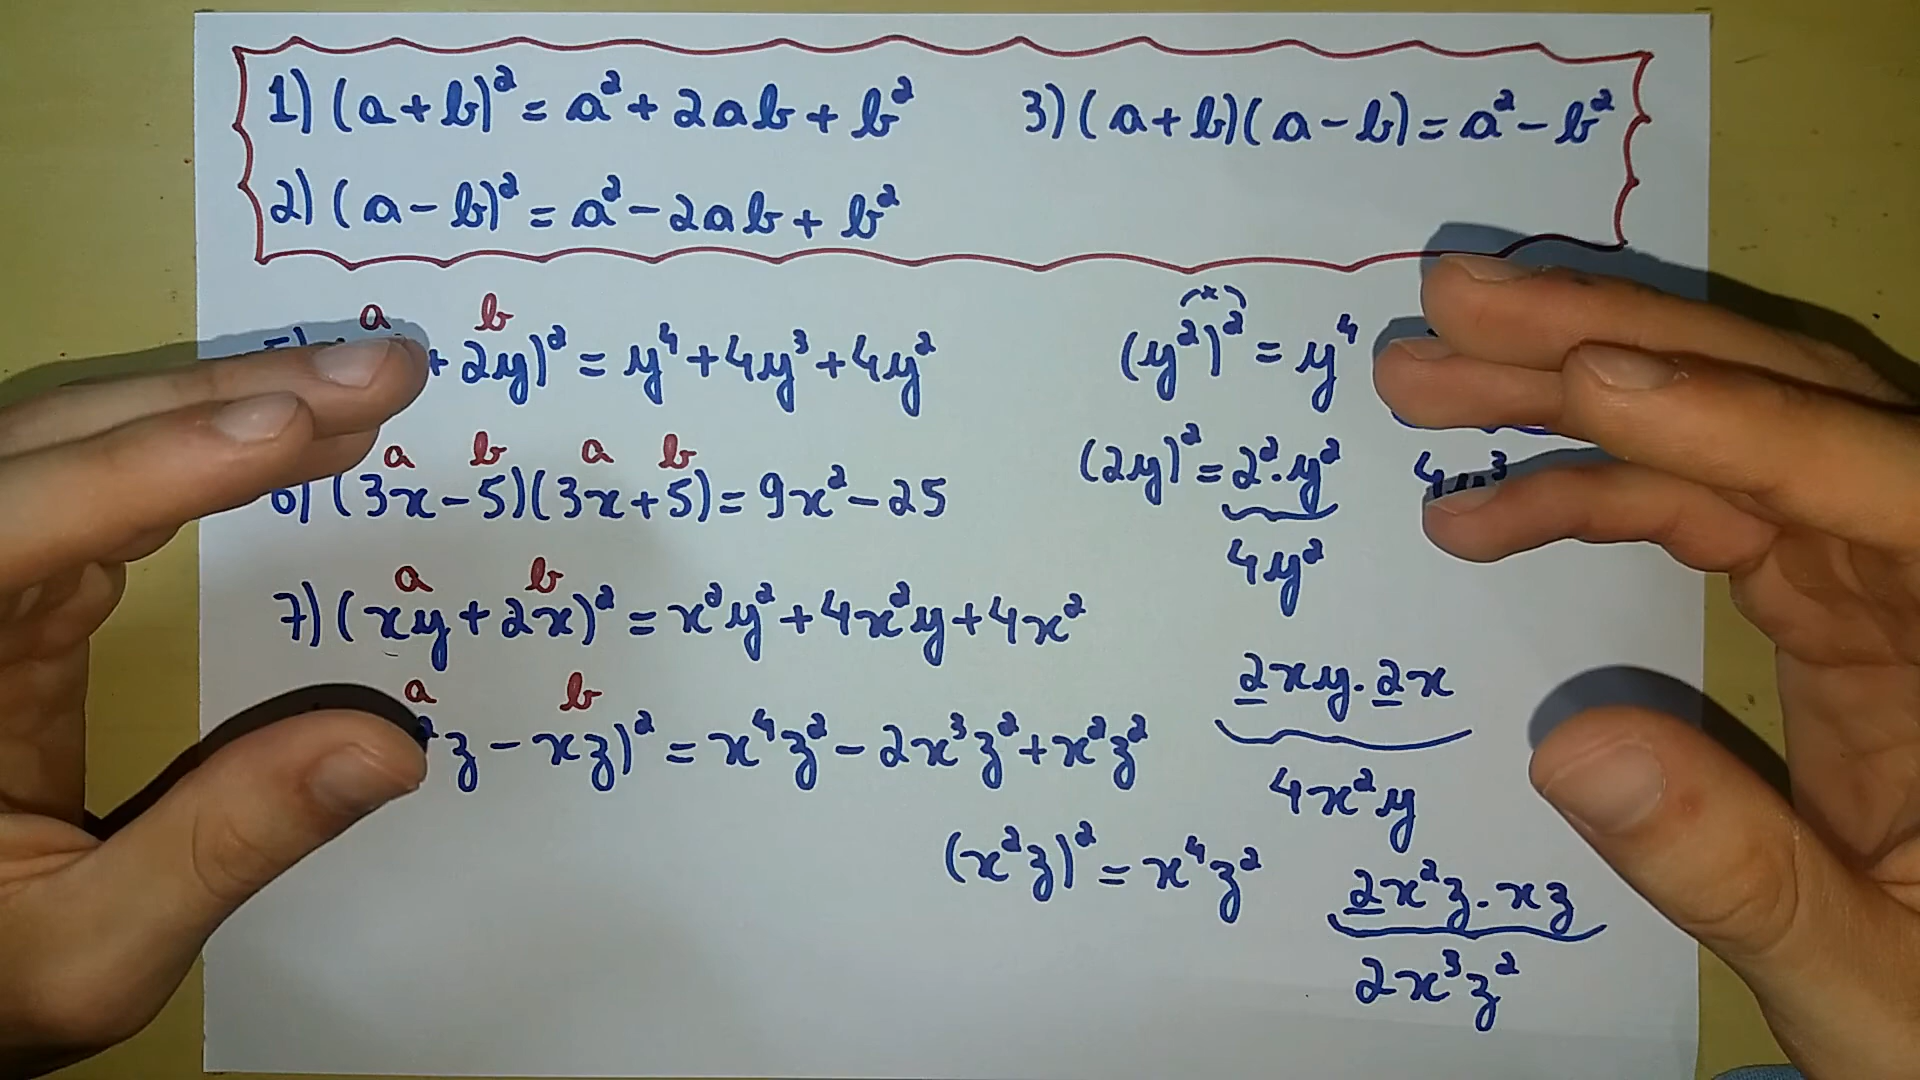 1) (a + b)² = a² + 2ab + b²
3) (a + b)(a - b) = a² - b²
2) (a - b)² = a² - 2ab + b²
a b
+ 2y)² = y⁴ + 4y³ + 4y²
x
(y²)² = y⁴
a b a b
6) (3x - 5)(3x + 5) = 9x² - 25
(2y)² = 2² · y²
4y³
4y²
a b
7) (xy + 2x)² = x²y² + 4x²y + 4x²
2xy · 2x
4x²y
a b
²z - xz)² = x⁴z² - 2x³z² + x²z²
(x²z)² = x⁴z²
2x²z · xz
2x³z²